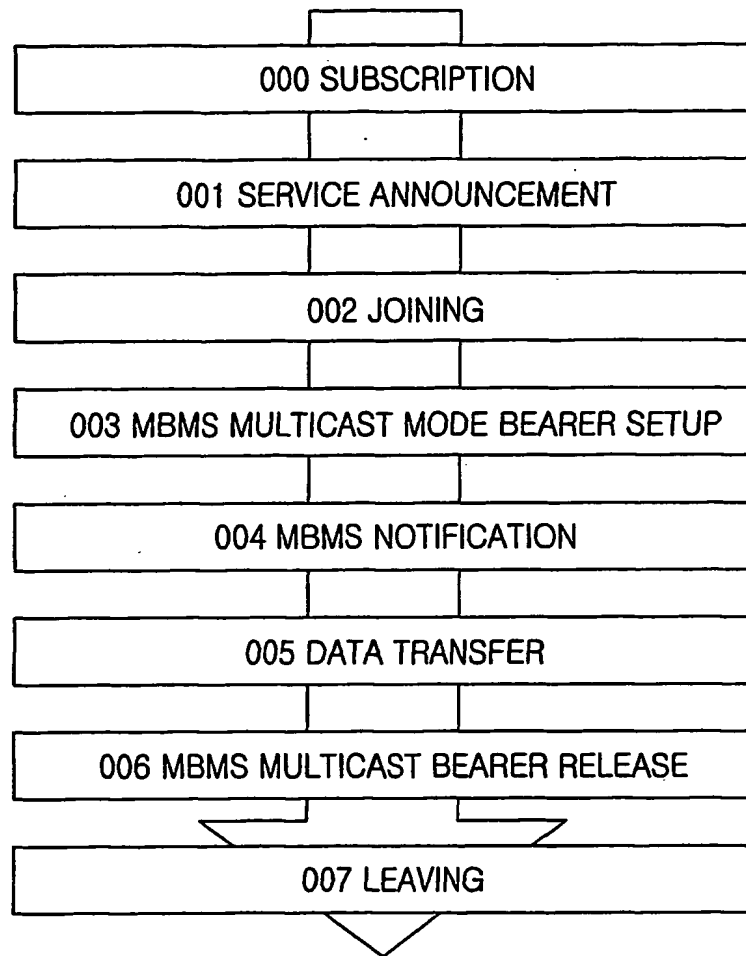 000 SUBSCRIPTION
001 SERVICE ANNOUNCEMENT
002 JOINING
003 MBMS MULTICAST MODE BEARER SETUP
004 MBMS NOTIFICATION
005 DATA TRANSFER
006 MBMS MULTICAST BEARER RELEASE
007 LEAVING